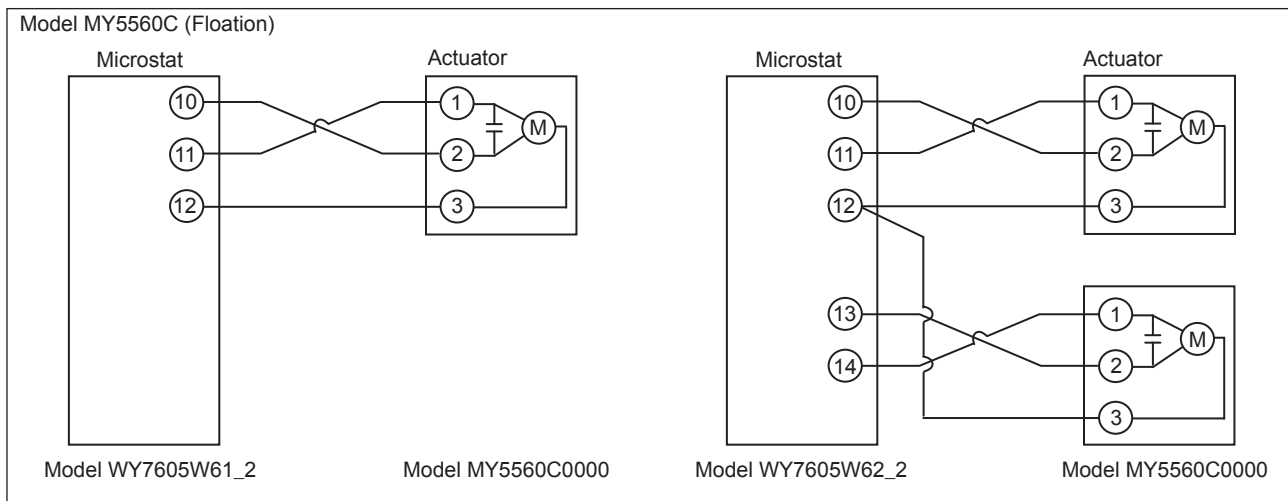 Model MY5560C (Floation)
Microstat
Actuator
10
11
12
1
2
3
M
Model WY7605W61_2
Model MY5560C0000
Microstat
Actuator
10
11
12
13
14
1
2
3
M
1
2
3
M
Model WY7605W62_2
Model MY5560C0000